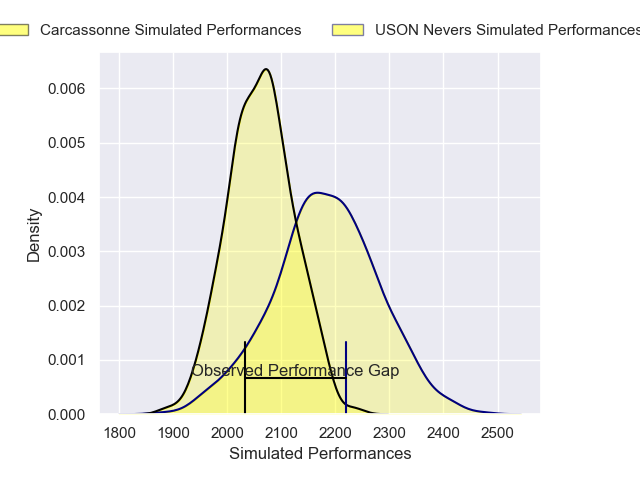 Carcassonne Simulated Performances USON Nevers Simulated Performances
0.006
0.005
0.004
0.003
0.002
0.001
0.000
Density
Observed Performance Gap
1800 1900 2000 2100 2200 2300 2400 2500
Simulated Performances